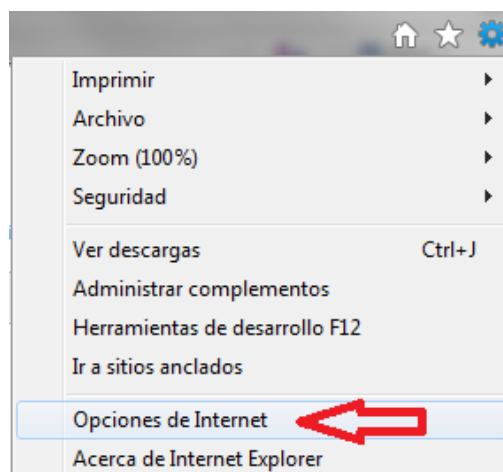 Imprimir
Archivo
Zoom (100%)
Seguridad
Ver descargas Ctrl+J
Administrar complementos
Herramientas de desarrollo F12
Ir a sitios anclados
Opciones de Internet
Acerca de Internet Explorer